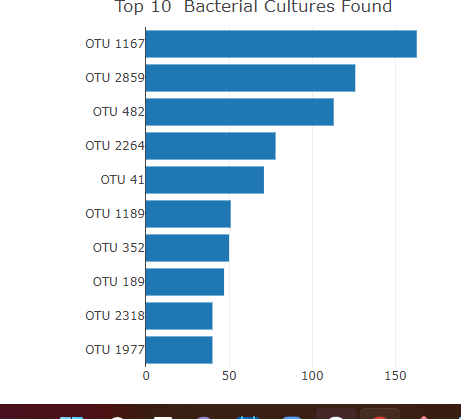 Top 10 Bacterial Cultures Found
OTU 1167
OTU 2859
OTU 482
OTU 2264
OTU 41
OTU 1189
OTU 352
OTU 189
OTU 2318
OTU 1977
0 50 100 150